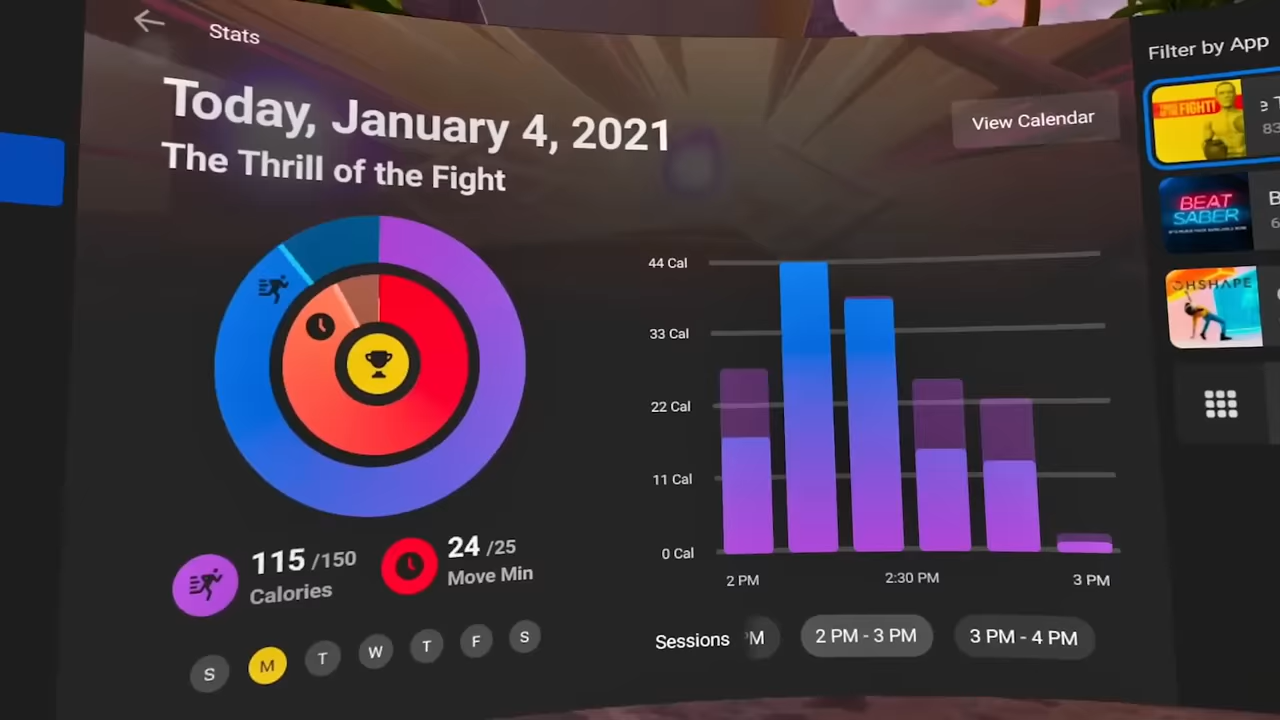 Stats
Today, January 4, 2021
The Thrill of the Fight
View Calendar
115 /150
Calories
24 /25
Move Min
S M T W T F S
44 Cal
33 Cal
22 Cal
11 Cal
0 Cal
2 PM 2:30 PM 3 PM
Sessions
2 PM - 3 PM
3 PM - 4 PM
Filter by App
FIGHT!
BEAT
SABER
OHSHAPE